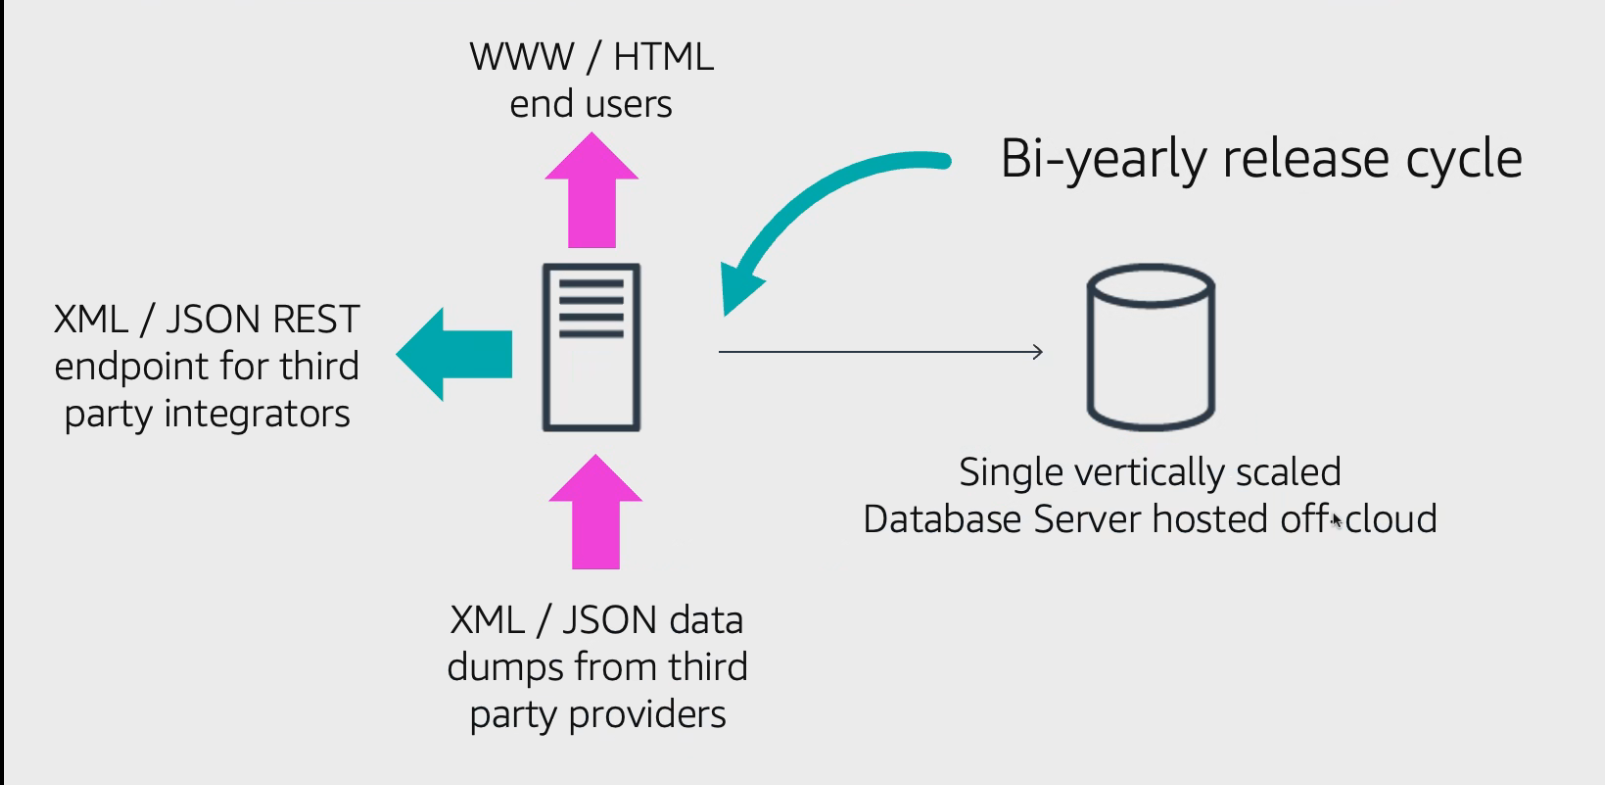 WWW / HTML
end users
Bi-yearly release cycle
XML / JSON REST
endpoint for third
party integrators
Single vertically scaled
Database Server hosted off-cloud
XML / JSON data
dumps from third
party providers